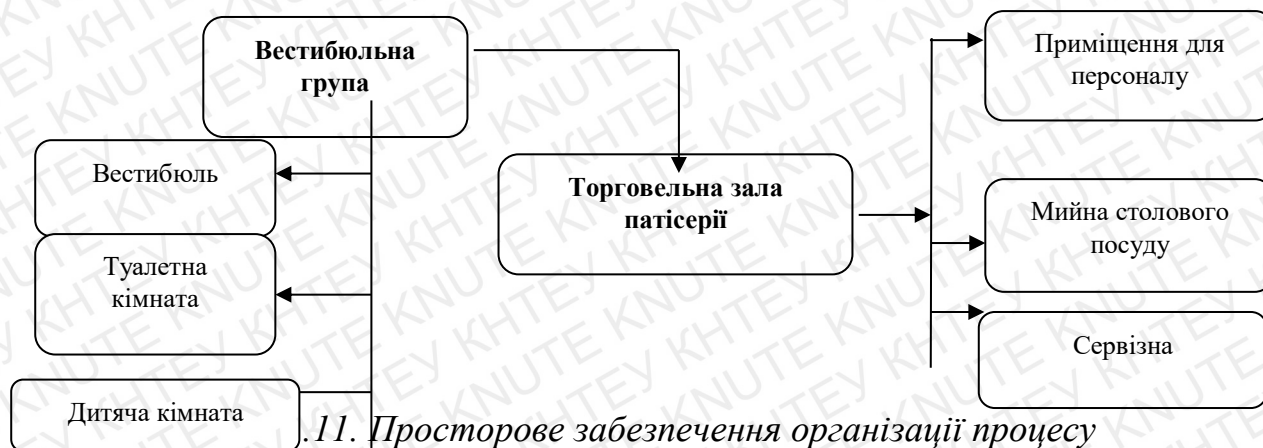 Вестибюльна
група
Приміщення для
персоналу
Вестибюль
Торговельна зала
патісерії
Мийна столового
посуду
Туалетна
кімната
Сервізна
Дитяча кімната
.11. Просторове забезпечення організації процесу